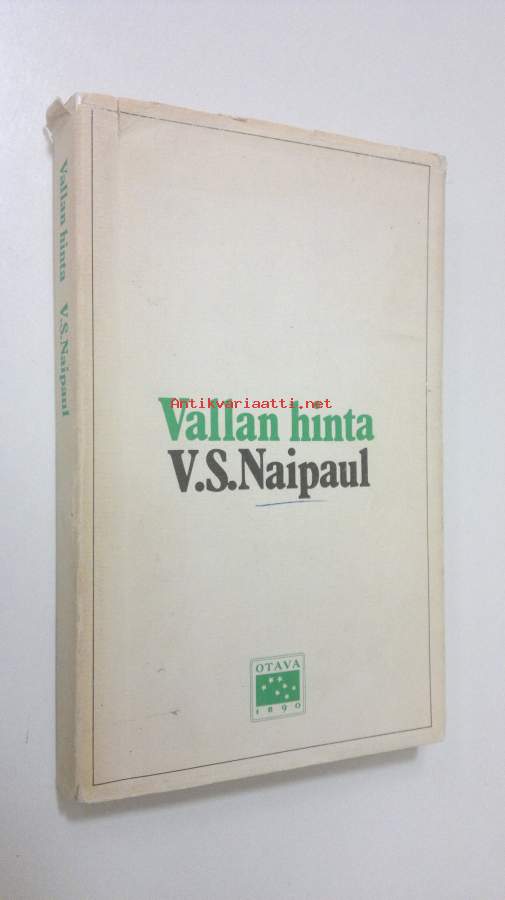 Vallan hinta V.S.Naipaul
Antikvariaatti.net
Vallan hinta
V.S.Naipaul
OTAVA
1890